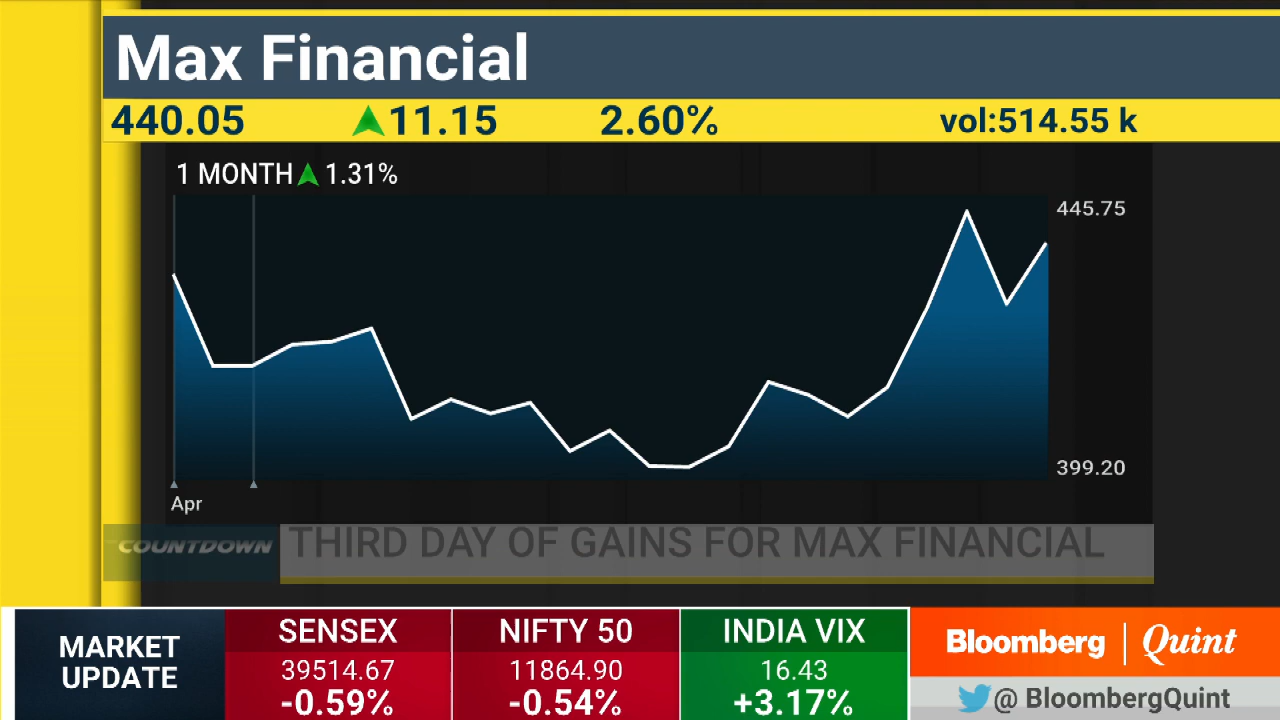 Max Financial
440.05 11.15 2.60% vol:514.55 k
1 MONTH 1.31%
445.75
399.20
Apr
COUNTDOWN
THIRD DAY OF GAINS FOR MAX FINANCIAL
MARKET
UPDATE
SENSEX
39514.67
-0.59%
NIFTY 50
11864.90
-0.54%
INDIA VIX
16.43
+3.17%
Bloomberg | Quint
@ BloombergQuint